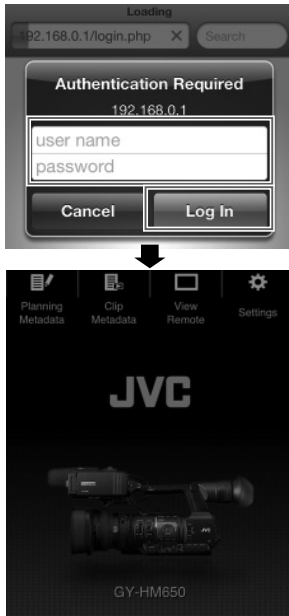 Loading
192.168.0.1/login.php
Search
Authentication Required
192.168.0.1
user name
password
Cancel
Log In
Planning Metadata
Clip Metadata
View Remote
Settings
JVC
GY-HM650